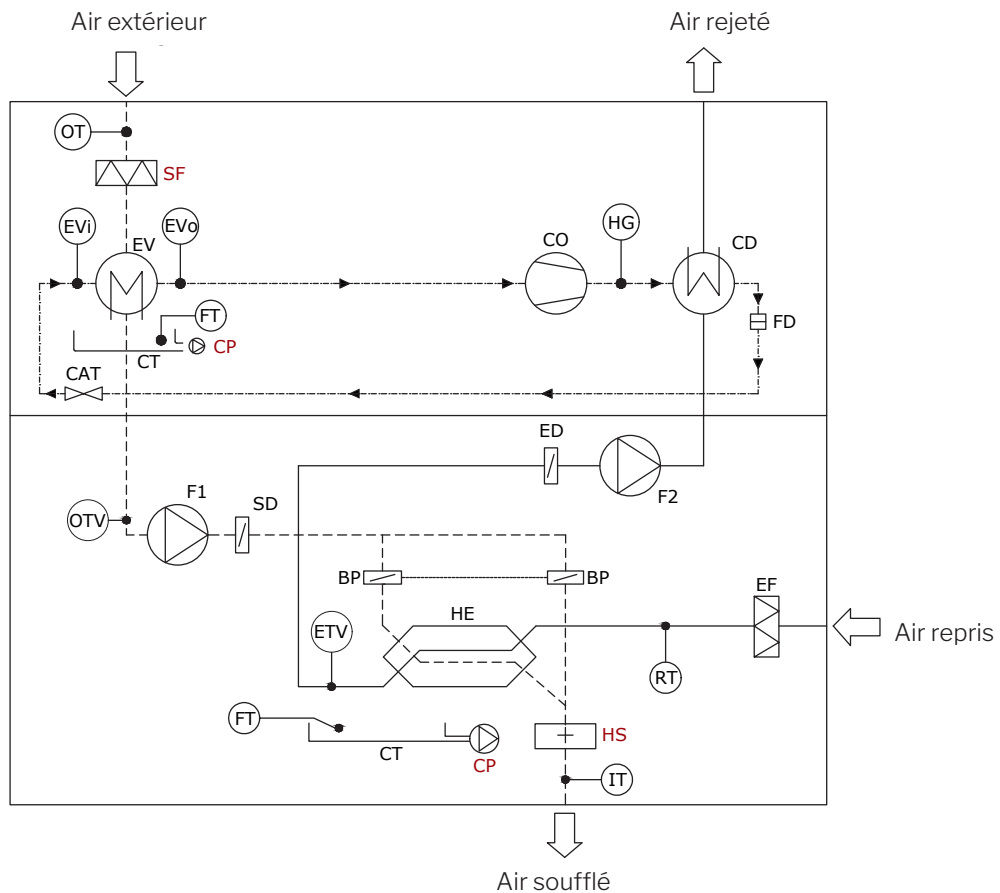 Air extérieur
Air rejeté
OT
SF
EVi
EV
EVo
CO
HG
CD
FT
CP
CT
FD
CAT
ED
F2
F1
SD
OTV
BP
BP
EF
ETV
HE
Air repris
RT
FT
CT
CP
HS
IT
Air soufflé